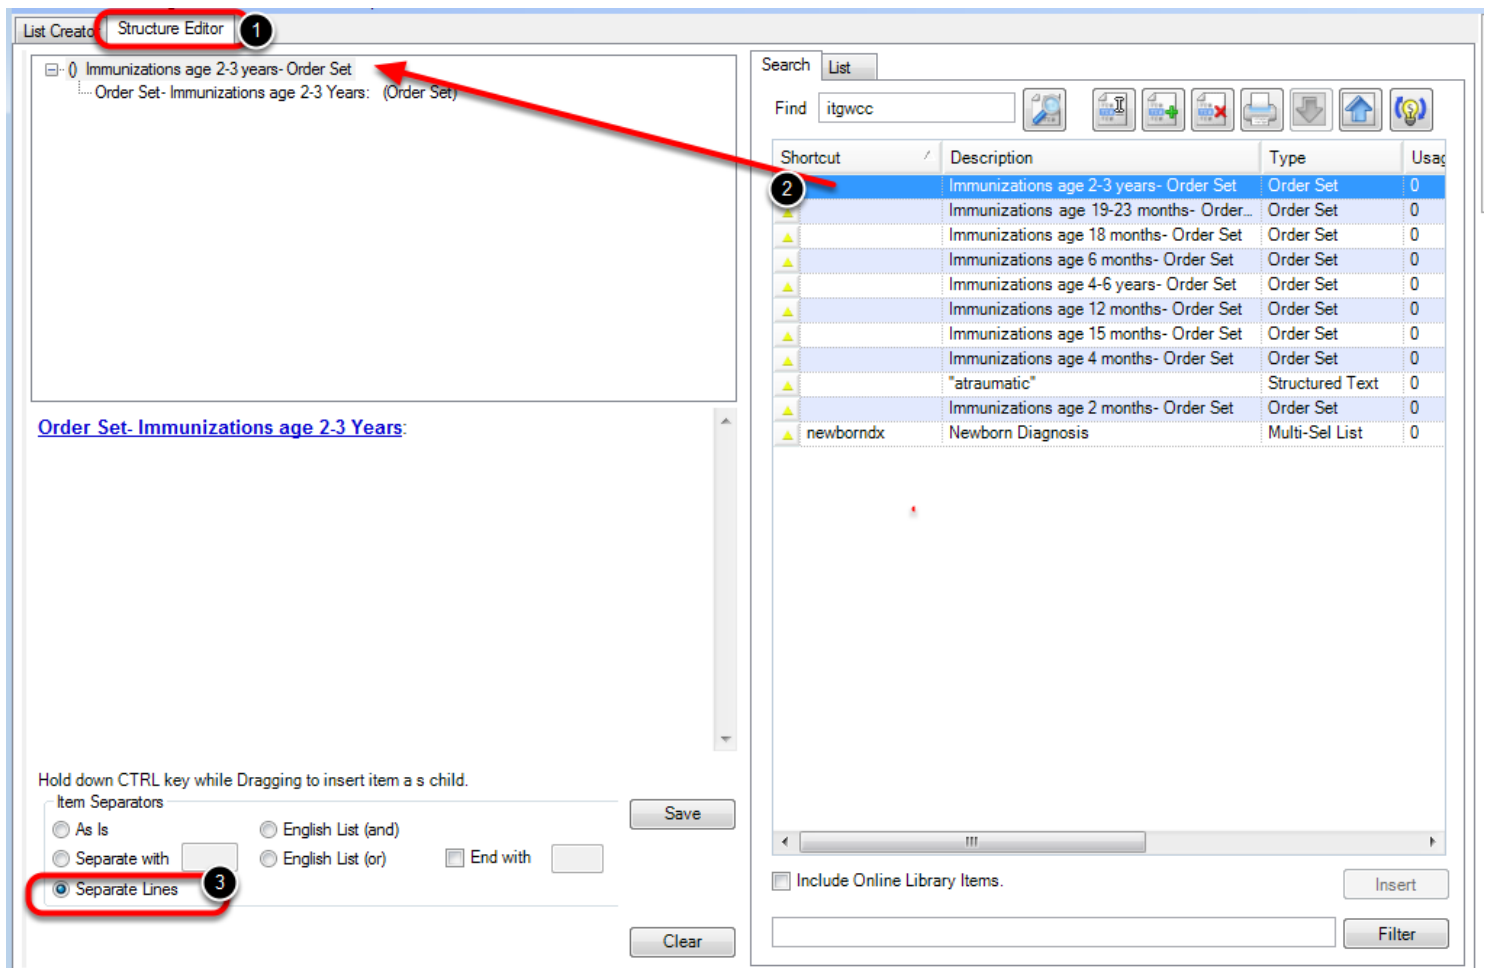 List Creato
Structure Editor
1
() Immunizations age 2-3 years- Order Set
Order Set- Immunizations age 2-3 Years: (Order Set)
Order Set- Immunizations age 2-3 Years:
Hold down CTRL key while Dragging to insert item a s child.
Item Separators
As Is
English List (and)
Separate with
English List (or)
End with
Separate Lines
3
Save
Clear
Search List
Find itgwcc
Shortcut Description Type Usag
2
Immunizations age 2-3 years- Order Set Order Set 0
Immunizations age 19-23 months- Order... Order Set 0
Immunizations age 18 months- Order Set Order Set 0
Immunizations age 6 months- Order Set Order Set 0
Immunizations age 4-6 years- Order Set Order Set 0
Immunizations age 12 months- Order Set Order Set 0
Immunizations age 15 months- Order Set Order Set 0
Immunizations age 4 months- Order Set Order Set 0
"atraumatic" Structured Text 0
Immunizations age 2 months- Order Set Order Set 0
newborndx Newborn Diagnosis Multi-Sel List 0
Include Online Library Items.
Insert
Filter